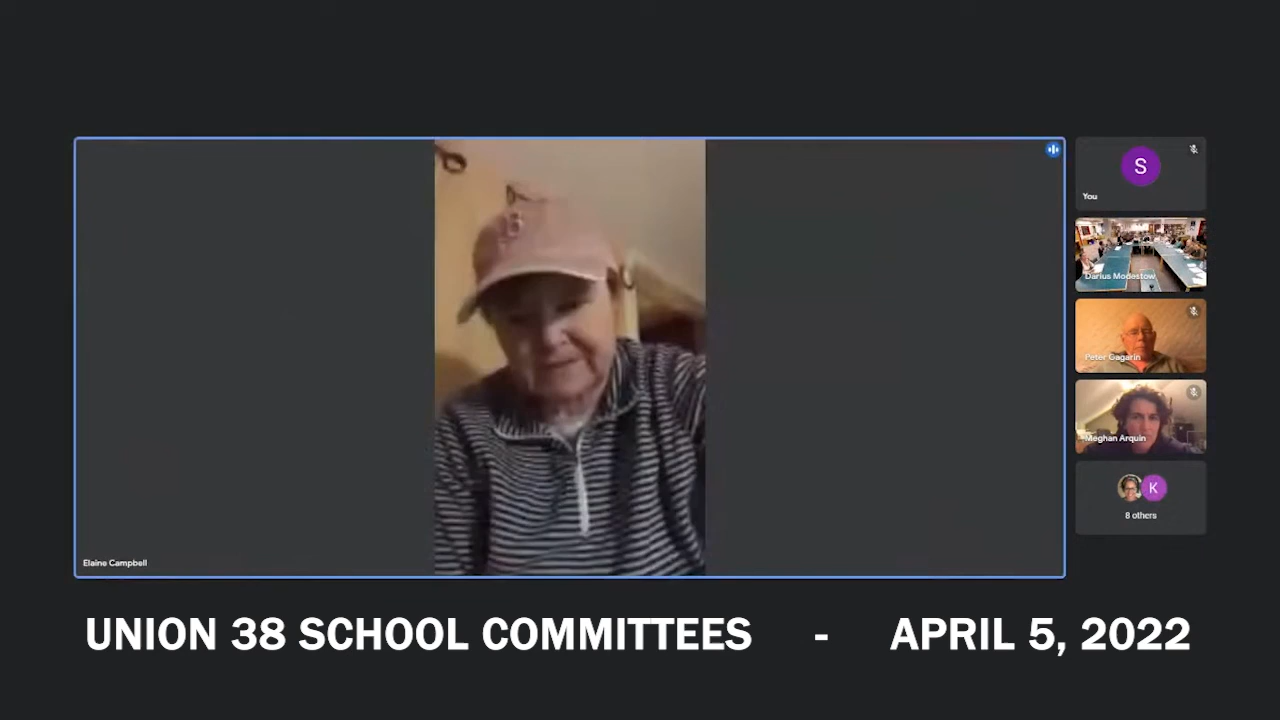 S
You
Darius Modestow
Peter Gagarin
Meghan Arquin
K
8 others
Elaine Campbell
UNION 38 SCHOOL COMMITTEES - APRIL 5, 2022